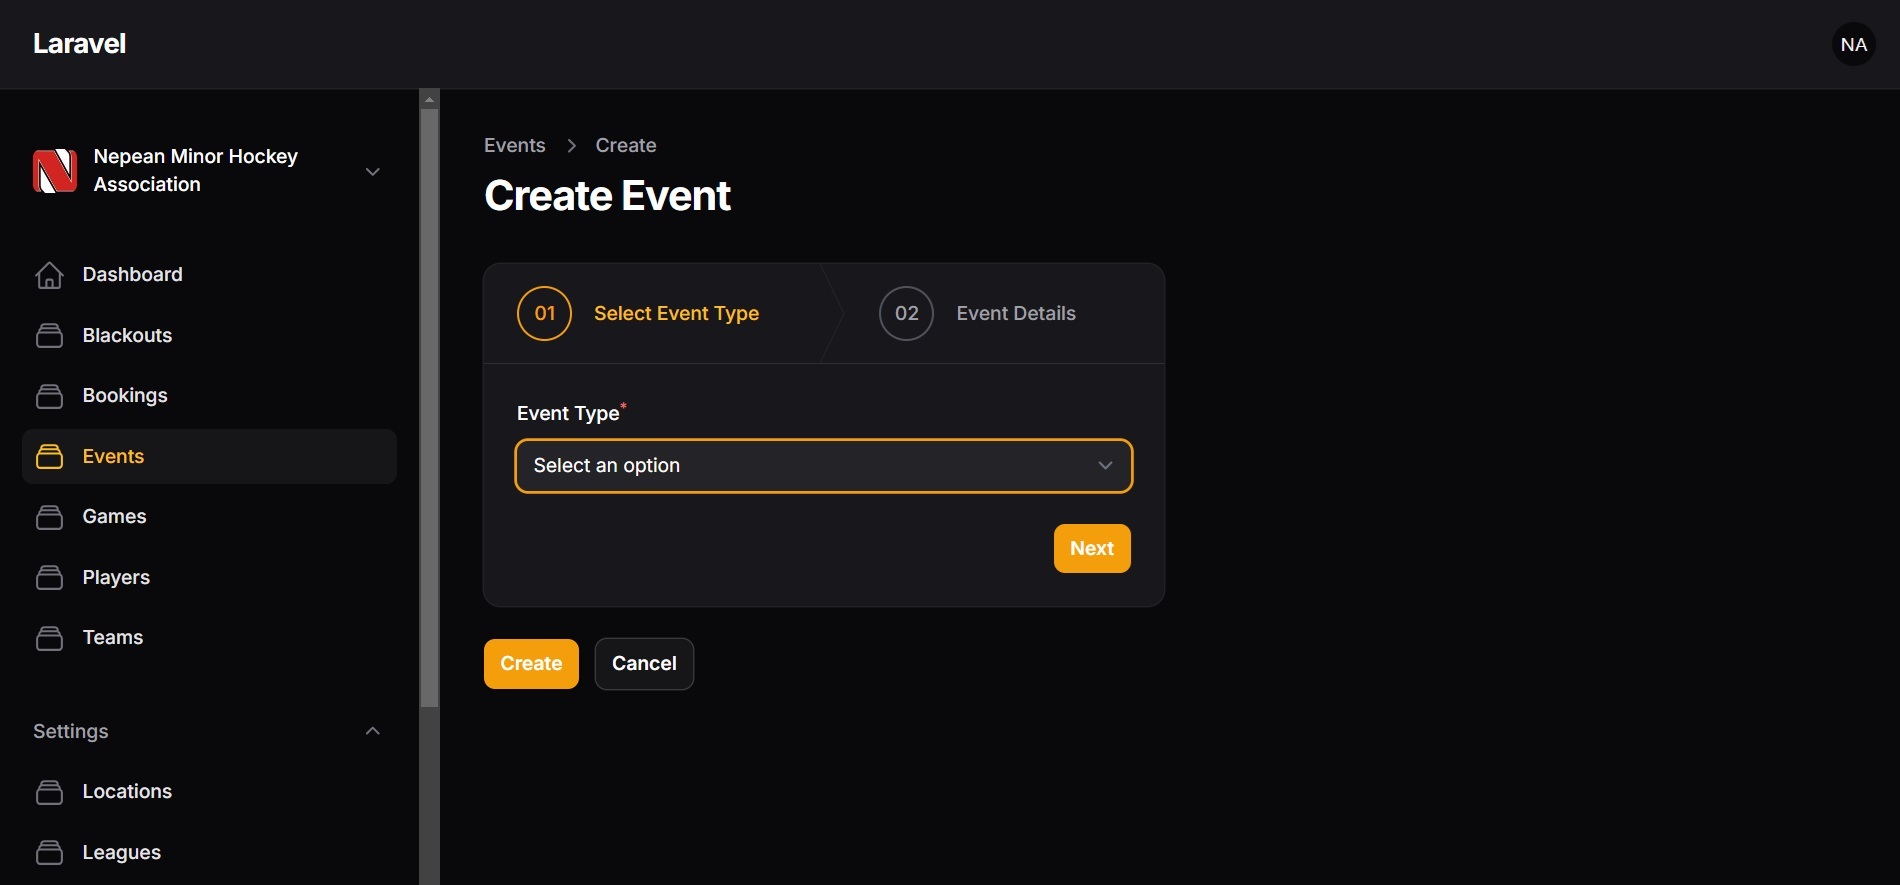 Laravel
NA
Nepean Minor Hockey
Association
Dashboard
Blackouts
Bookings
Events
Games
Players
Teams
Settings
Locations
Leagues
Events > Create
Create Event
01 Select Event Type
02 Event Details
Event Type*
Select an option
Next
Create
Cancel